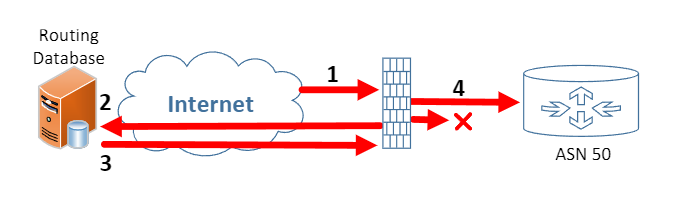 Routing
Database
1
Internet
2
3
4
ASN 50